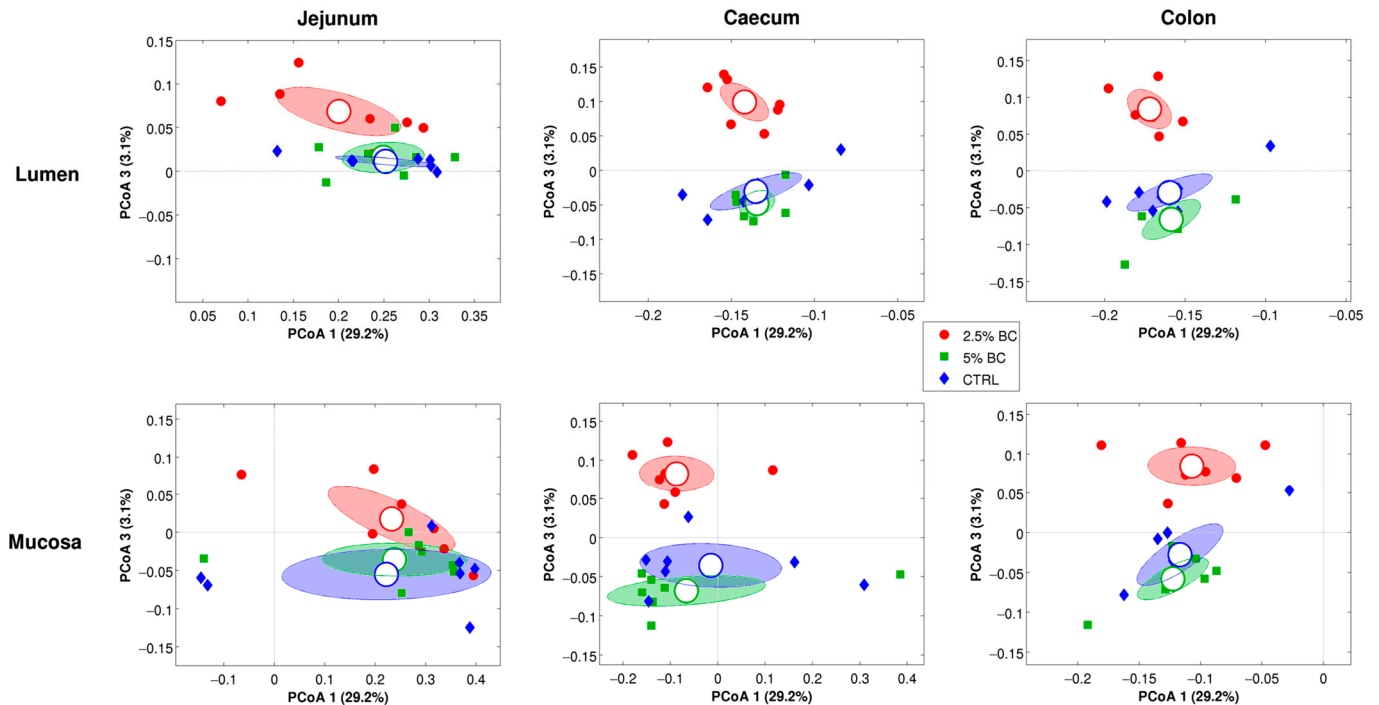 Jejunum Caecum Colon
Lumen
PCoA 3 (3.1%)
0.15
0.1
0.05
0
−0.05
−0.1
0.05 0.1 0.15 0.2 0.25 0.3 0.35
PCoA 1 (29.2%)
PCoA 3 (3.1%)
0.15
0.1
0.05
0
−0.05
−0.1
−0.15
−0.2 −0.15 −0.1 −0.05
PCoA 1 (29.2%)
PCoA 3 (3.1%)
0.15
0.1
0.05
0
−0.05
−0.1
−0.15
−0.2 −0.15 −0.1 −0.05
PCoA 1 (29.2%)
2.5% BC
5% BC
CTRL
Mucosa
PCoA 3 (3.1%)
0.15
0.1
0.05
0
−0.05
−0.1
−0.15
−0.1 0 0.1 0.2 0.3 0.4
PCoA 1 (29.2%)
PCoA 3 (3.1%)
0.15
0.1
0.05
0
−0.05
−0.1
−0.15
−0.2 −0.1 0 0.1 0.2 0.3 0.4
PCoA 1 (29.2%)
PCoA 3 (3.1%)
0.15
0.1
0.05
0
−0.05
−0.1
−0.15
−0.2 −0.15 −0.1 −0.05 0
PCoA 1 (29.2%)